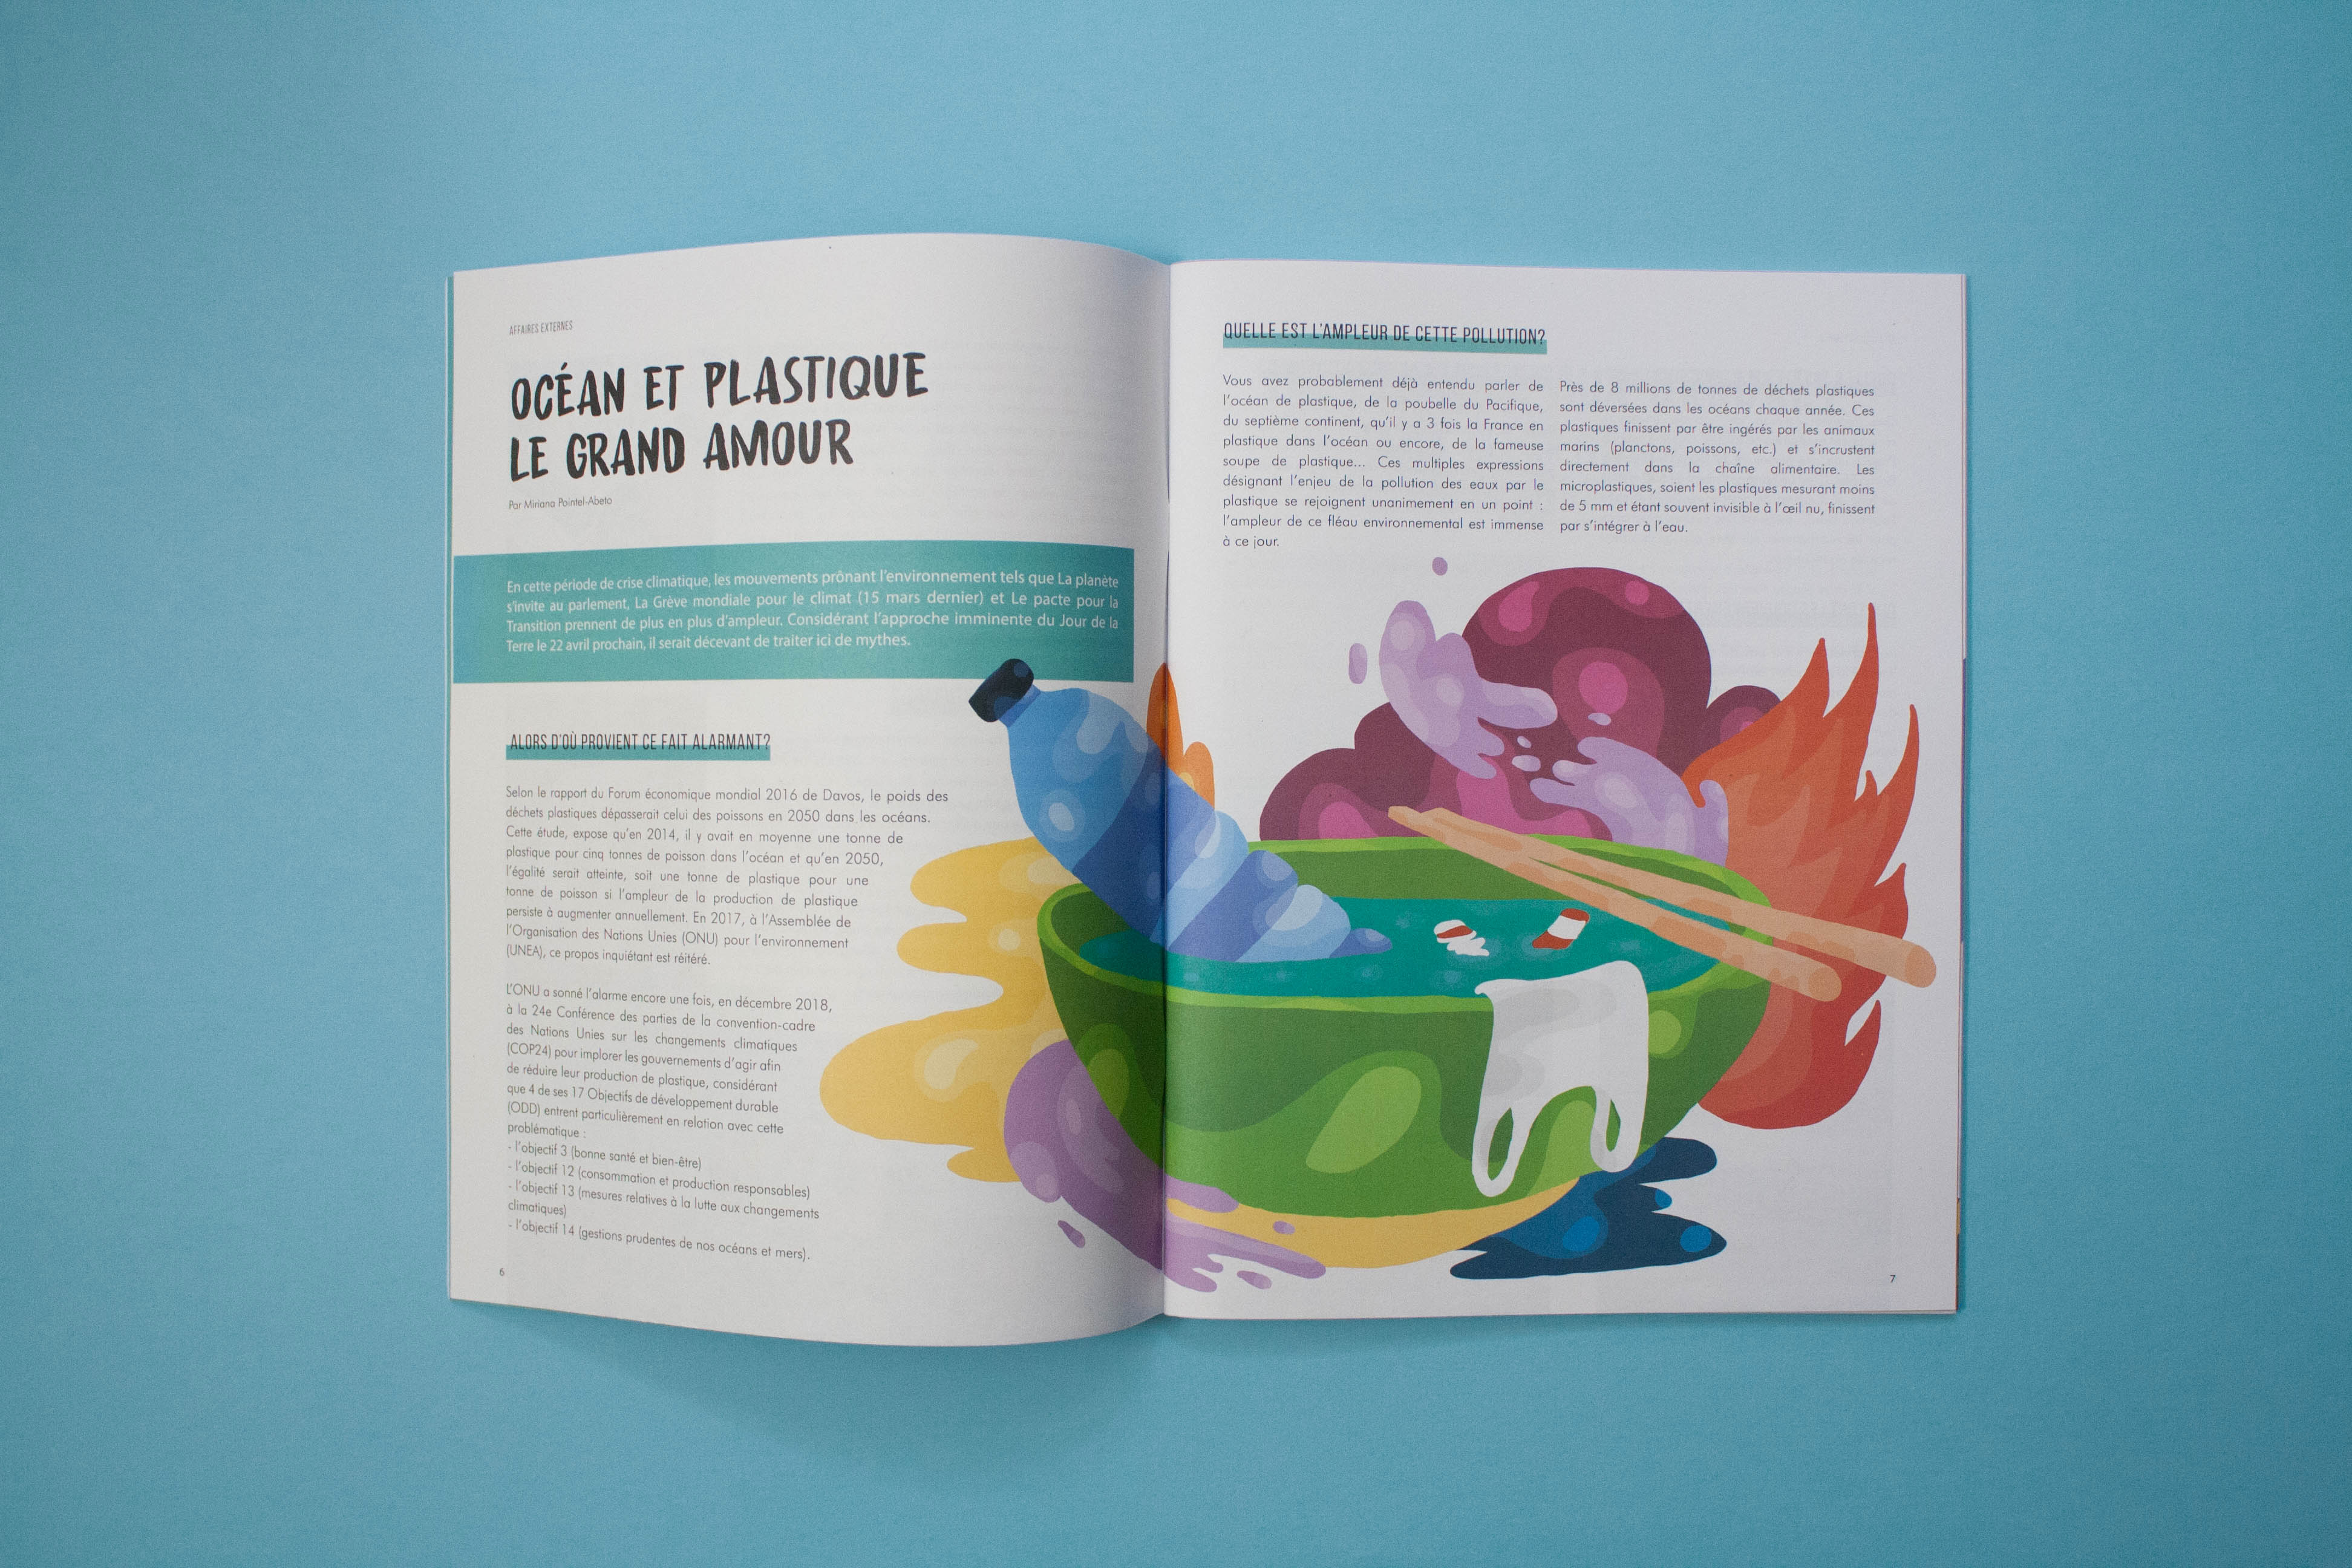 AFFAIRES EXTERNES
OCÉAN ET PLASTIQUE
LE GRAND AMOUR
Par Miriana Pointel-Abeto
En cette période de crise climatique, les mouvements prônant l'environnement tels que La planète
s'invite au parlement, La Grève mondiale pour le climat (15 mars dernier) et Le pacte pour la
Transition prennent de plus en plus d'ampleur. Considérant l'approche imminente du Jour de la
Terre le 22 avril prochain, il serait décevant de traiter ici de mythes.
ALORS D'OÙ PROVIENT CE FAIT ALARMANT?
Selon le rapport du Forum économique mondial 2016 de Davos, le poids des
déchets plastiques dépasserait celui des poissons en 2050 dans les océans.
Cette étude, expose qu'en 2014, il y avait en moyenne une tonne de
plastique pour cinq tonnes de poisson dans l'océan et qu'en 2050,
l'égalité serait atteinte, soit une tonne de plastique pour une
tonne de poisson si l'ampleur de la production de plastique
persiste à augmenter annuellement. En 2017, à l'Assemblée de
l'Organisation des Nations Unies (ONU) pour l'environnement
(UNEA), ce propos inquiétant est réitéré.
L'ONU a sonné l'alarme encore une fois, en décembre 2018,
à la 24e Conférence des parties de la convention-cadre
des Nations Unies sur les changements climatiques
(COP24) pour implorer les gouvernements d'agir afin
de réduire leur production de plastique, considérant
que 4 de ses 17 Objectifs de développement durable
(ODD) entrent particulièrement en relation avec cette
problématique :
- l'objectif 3 (bonne santé et bien-être)
- l'objectif 12 (consommation et production responsables)
- l'objectif 13 (mesures relatives à la lutte aux changements
climatiques)
- l'objectif 14 (gestions prudentes de nos océans et mers).
6
QUELLE EST L'AMPLEUR DE CETTE POLLUTION?
Vous avez probablement déjà entendu parler de
l'océan de plastique, de la poubelle du Pacifique,
du septième continent, qu'il y a 3 fois la France en
plastique dans l'océan ou encore, de la fameuse
soupe de plastique... Ces multiples expressions
désignant l'enjeu de la pollution des eaux par le
plastique se rejoignent unanimement en un point :
l'ampleur de ce fléau environnemental est immense
à ce jour.
Près de 8 millions de tonnes de déchets plastiques
sont déversées dans les océans chaque année. Ces
plastiques finissent par être ingérés par les animaux
marins (planctons, poissons, etc.) et s'incrustent
directement dans la chaîne alimentaire. Les
microplastiques, soient les plastiques mesurant moins
de 5 mm et étant souvent invisible à l'œil nu, finissent
par s'intégrer à l'eau.
7